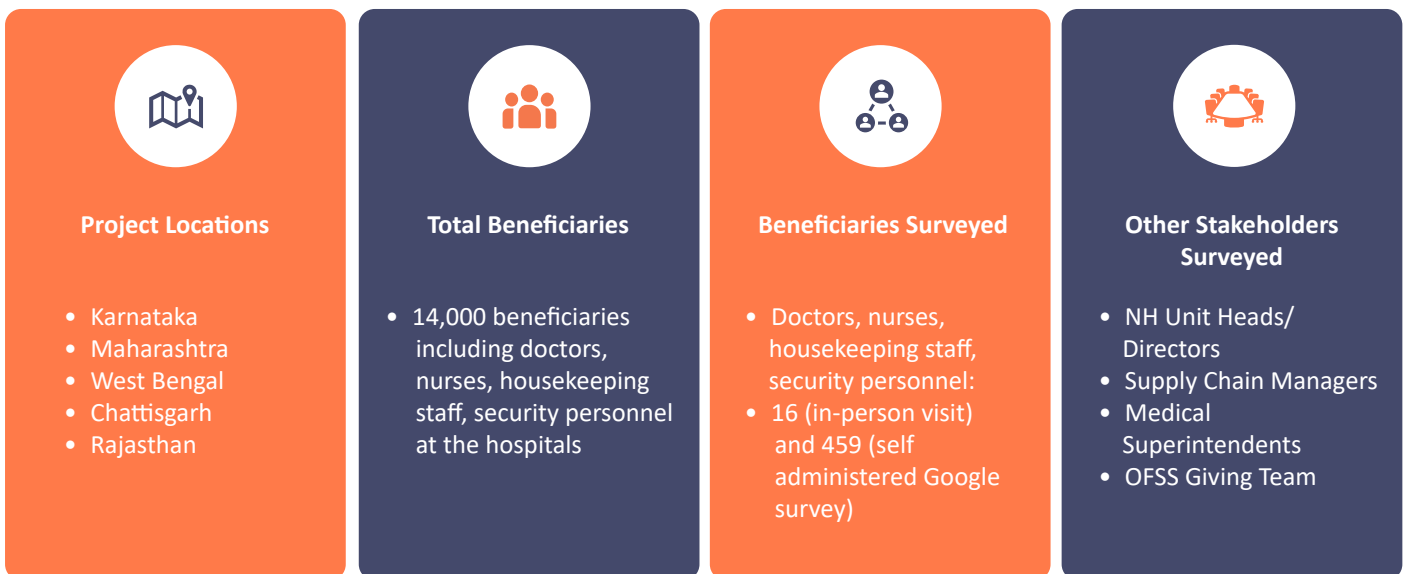 Project Locations
• Karnataka
• Maharashtra
• West Bengal
• Chattisgarh
• Rajasthan
Total Beneficiaries
• 14,000 beneficiaries
including doctors,
nurses, housekeeping
staff, security personnel
at the hospitals
Beneficiaries Surveyed
• Doctors, nurses,
housekeeping staff,
security personnel:
• 16 (in-person visit)
and 459 (self
administered Google
survey)
Other Stakeholders
Surveyed
• NH Unit Heads/
Directors
• Supply Chain Managers
• Medical
Superintendents
• OFSS Giving Team